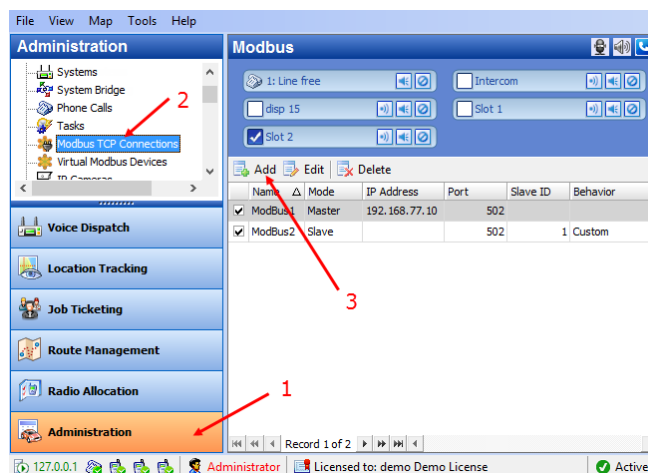 File View Map Tools Help
Administration
Modbus
Systems
System Bridge
Phone Calls
Tasks
Modbus TCP Connections
Virtual Modbus Devices
IP Cameras
2
1: Line free
Intercom
disp 15
Slot 1
Slot 2
Add Edit Delete
Name Mode IP Address Port Slave ID Behavior
ModBus1 Master 192.168.77.10 502
ModBus2 Slave 502 1 Custom
3
Voice Dispatch
Location Tracking
Job Ticketing
Route Management
Radio Allocation
1
Administration
Record 1 of 2
127.0.0.1 Administrator Licensed to: demo Demo License Active